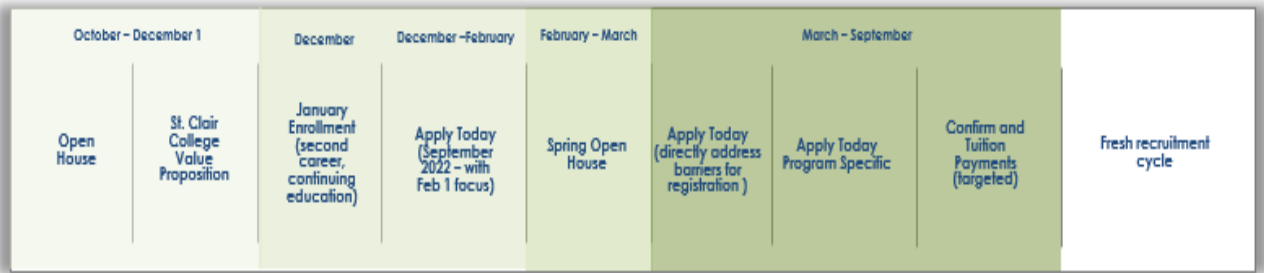 October – December 1
December
December –February
February – March
March – September
Open
House
St. Clair
College
Value
Proposition
January
Enrollment
(second
career,
continuing
education)
Apply Today
(September
2022 – with
Feb 1 focus)
Spring Open
House
Apply Today
(directly address
barriers for
registration )
Apply Today
Program Specific
Confirm and
Tuition
Payments
(targeted)
Fresh recruitment
cycle